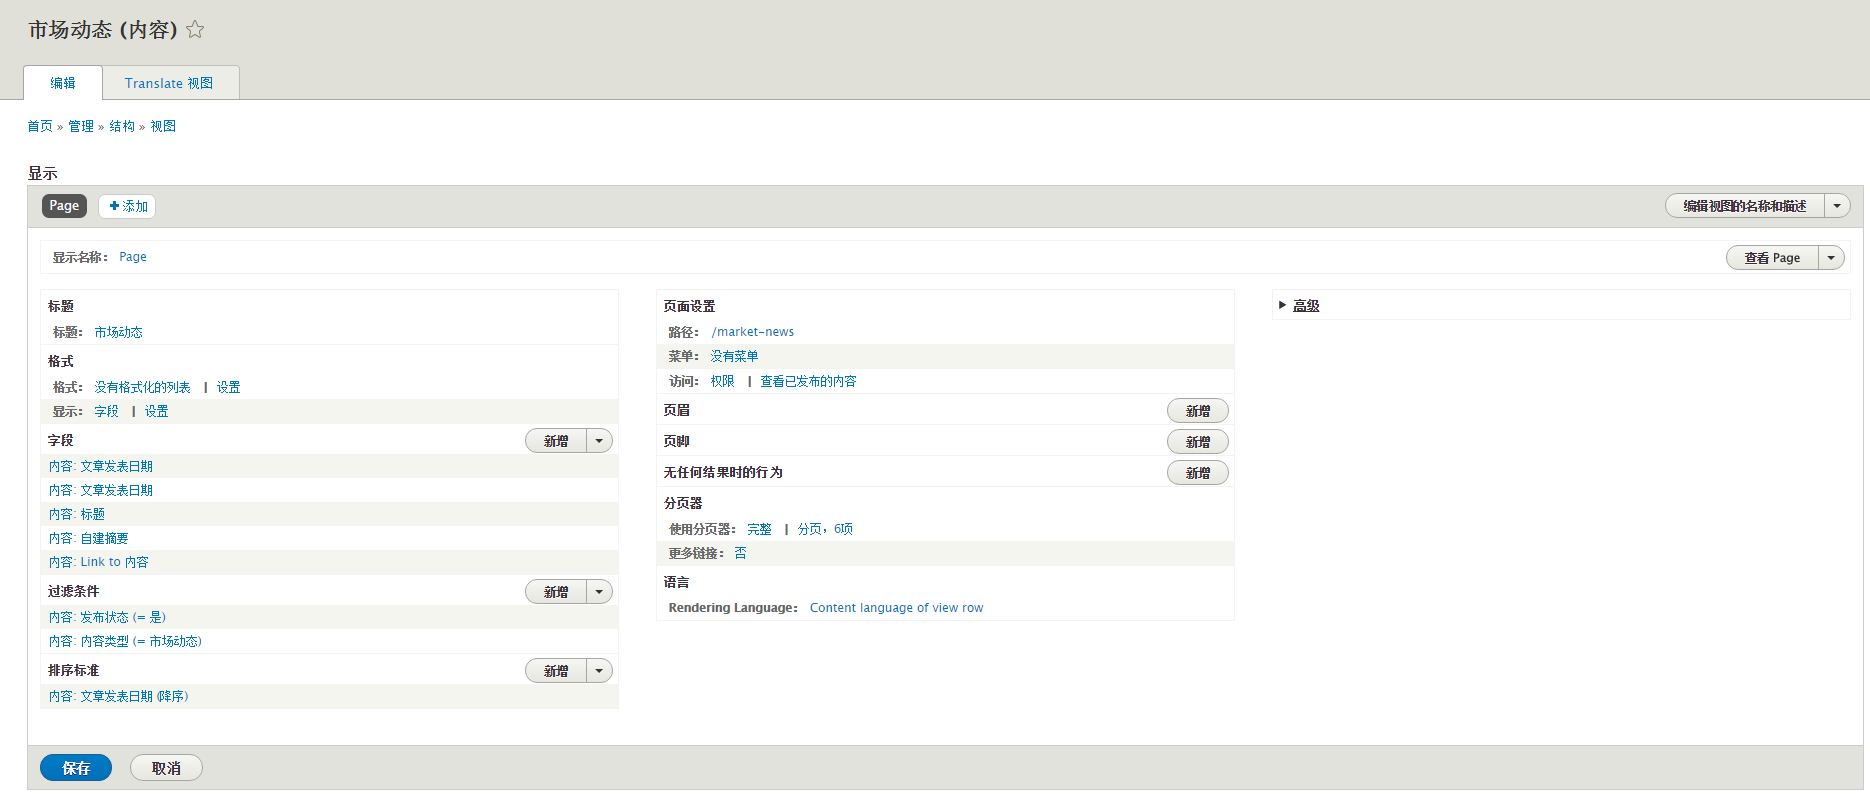 市场动态 (内容)
编辑
Translate 视图
首页 » 管理 » 结构 » 视图
显示
Page
添加
编辑视图的名称和描述
显示名称： Page
查看 Page
标题
标题： 市场动态
格式
格式： 没有格式化的列表 | 设置
显示： 字段 | 设置
字段
新增
内容: 文章发表日期
内容: 文章发表日期
内容: 标题
内容: 自建摘要
内容: Link to 内容
过滤条件
新增
内容: 发布状态 (= 是)
内容: 内容类型 (= 市场动态)
排序标准
新增
内容: 文章发表日期 (降序)
页面设置
路径： /market-news
菜单： 没有菜单
访问： 权限 | 查看已发布的内容
页眉
新增
页脚
新增
无任何结果时的行为
新增
分页器
使用分页器： 完整 | 分页，6项
更多链接： 否
语言
Rendering Language： Content language of view row
高级
保存
取消